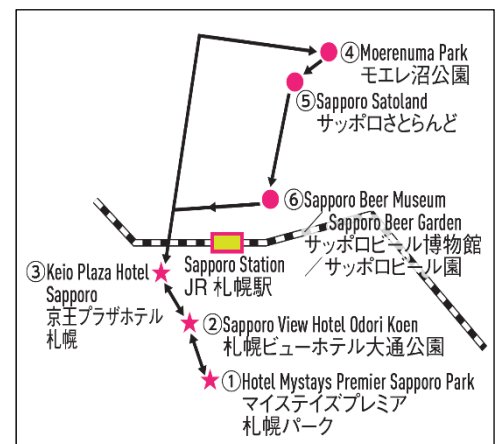 ④Moerenuma Park
モエレ沼公園
⑤Sapporo Satoland
サッポロさとらんど
⑥Sapporo Beer Museum
／Sapporo Beer Garden
サッポロビール博物館
／サッポロビール園
Sapporo Station
JR 札幌駅
③Keio Plaza Hotel
Sapporo
京王プラザホテル
札幌
②Sapporo View Hotel Odori Koen
札幌ビューホテル大通公園
①Hotel Mystays Premier Sapporo Park
マイステイズプレミア
札幌パーク